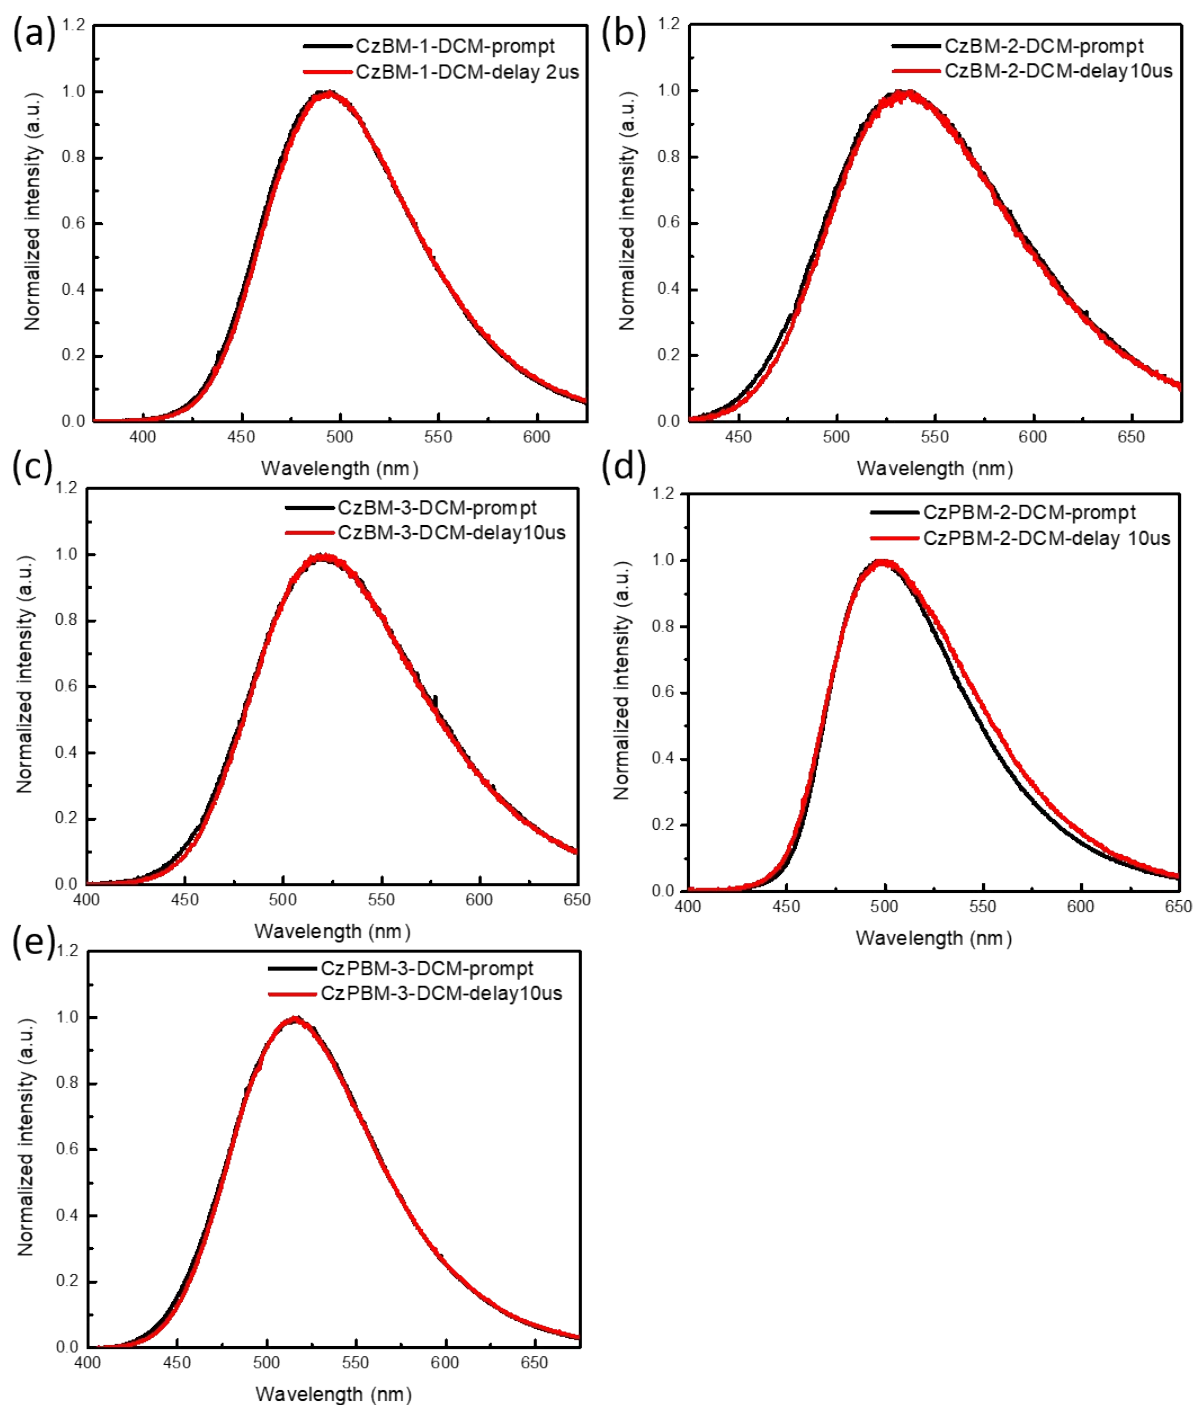 (a)
1.2
1.0
0.8
0.6
0.4
0.2
0.0
Normalized intensity (a.u.)
CzBM-1-DCM-prompt
CzBM-1-DCM-delay 2us
400 450 500 550 600
Wavelength (nm)
(b)
1.2
1.0
0.8
0.6
0.4
0.2
0.0
Normalized intensity (a.u.)
CzBM-2-DCM-prompt
CzBM-2-DCM-delay10us
450 500 550 600 650
Wavelength (nm)
(c)
1.2
1.0
0.8
0.6
0.4
0.2
0.0
Normalized intensity (a.u.)
CzBM-3-DCM-prompt
CzBM-3-DCM-delay10us
400 450 500 550 600 650
Wavelength (nm)
(d)
1.2
1.0
0.8
0.6
0.4
0.2
0.0
Normalized intensity (a.u.)
CzPBM-2-DCM-prompt
CzPBM-2-DCM-delay 10us
400 450 500 550 600 650
Wavelength (nm)
(e)
1.2
1.0
0.8
0.6
0.4
0.2
0.0
Normalized intensity (a.u.)
CzPBM-3-DCM-prompt
CzPBM-3-DCM-delay10us
400 450 500 550 600 650
Wavelength (nm)